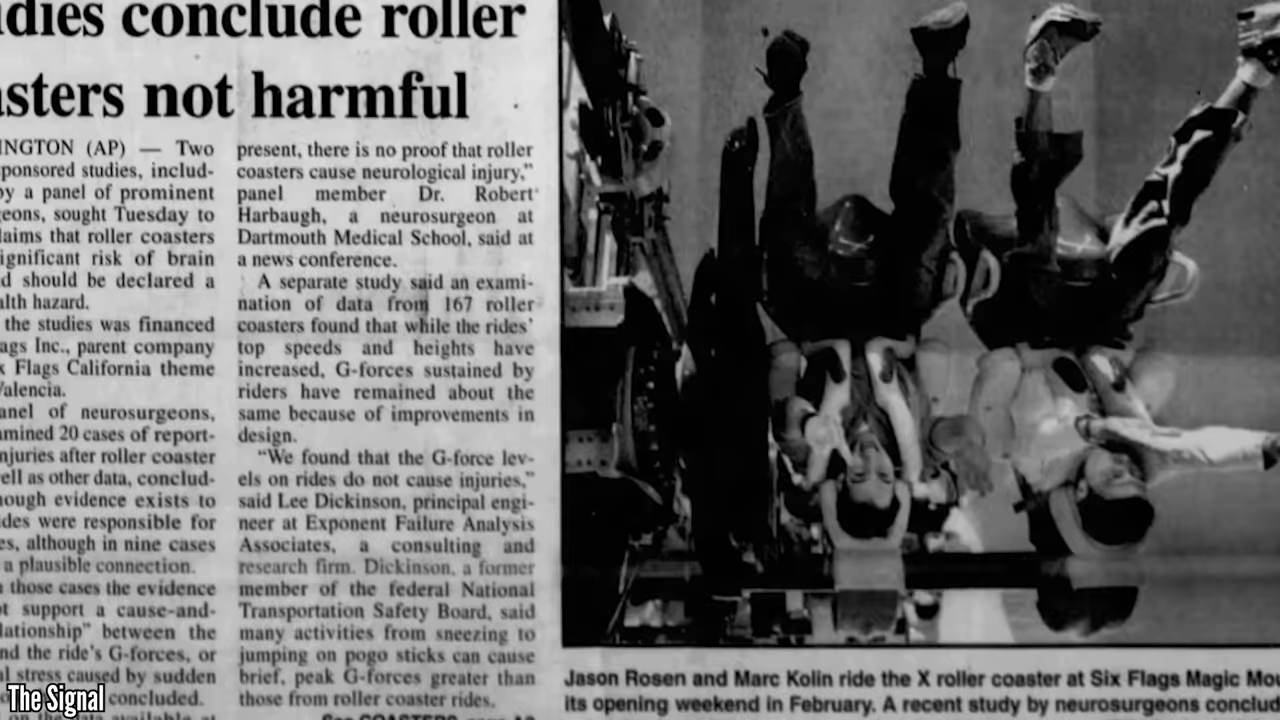 dies conclude roller
asters not harmful
INGTON (AP) — Two
ponsored studies, includ-
by a panel of prominent
geons, sought Tuesday to
laims that roller coasters
ignificant risk of brain
d should be declared a
alth hazard.
the studies was financed
ags Inc., parent company
x Flags California theme
Valencia.
anel of neurosurgeons,
amined 20 cases of report-
njuries after roller coaster
ell as other data, conclud-
hough evidence exists to
ides were responsible for
es, although in nine cases
a plausible connection.
n those cases the evidence
ot support a cause-and-
lationship” between the
nd the ride's G-forces, or
al stress caused by sudden
concluded.
present, there is no proof that roller
coasters cause neurological injury,”
panel member Dr. Robert
Harbaugh, a neurosurgeon at
Dartmouth Medical School, said at
a news conference.
A separate study said an exami-
nation of data from 167 roller
coasters found that while the rides'
top speeds and heights have
increased, G-forces sustained by
riders have remained about the
same because of improvements in
design.
“We found that the G-force lev-
els on rides do not cause injuries,”
said Lee Dickinson, principal engi-
neer at Exponent Failure Analysis
Associates, a consulting and
research firm. Dickinson, a former
member of the federal National
Transportation Safety Board, said
many activities from sneezing to
jumping on pogo sticks can cause
brief, peak G-forces greater than
those from roller coaster rides.
Jason Rosen and Marc Kolin ride the X roller coaster at Six Flags Magic Mou
its opening weekend in February. A recent study by neurosurgeons conclud
The Signal